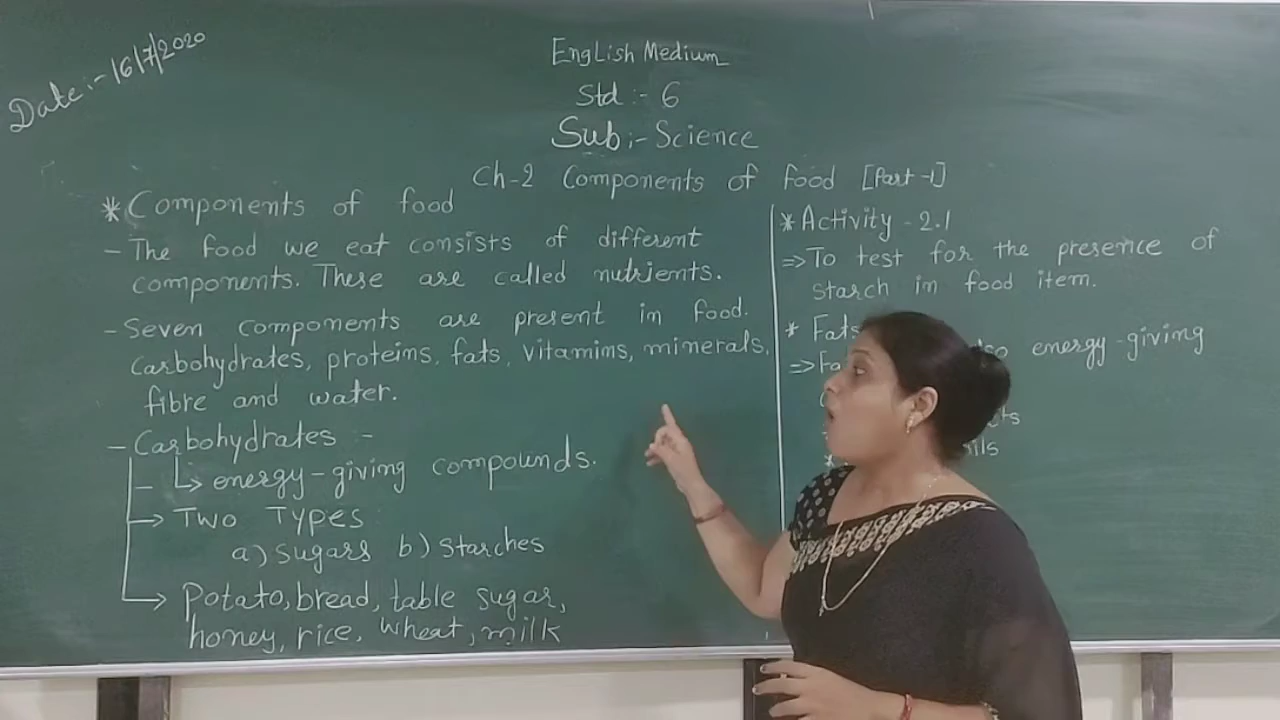 Date:- 16/7/2020
English Medium
Std :- 6
Sub:- Science
Ch-2 Components of food [Part-1]
* Components of food
- The food we eat consists of different
components. These are called nutrients.
- Seven components are present in food.
carbohydrates, proteins, fats, vitamins, minerals,
fibre and water.
- Carbohydrates :-
- ↳ energy-giving compounds.
→ Two Types
a) Sugars b) Starches
→ Potato, bread, table sugar,
honey, rice, wheat, milk
* Activity - 2.1
⇒ To test for the presence of
starch in food item.
* Fats
⇒ energy-giving